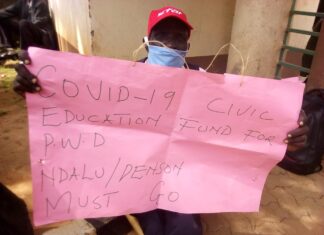 COVID-19 CIVIC
EDUCATION FUND FOR
P.W.D
NDALU/DENSON
MUST GO